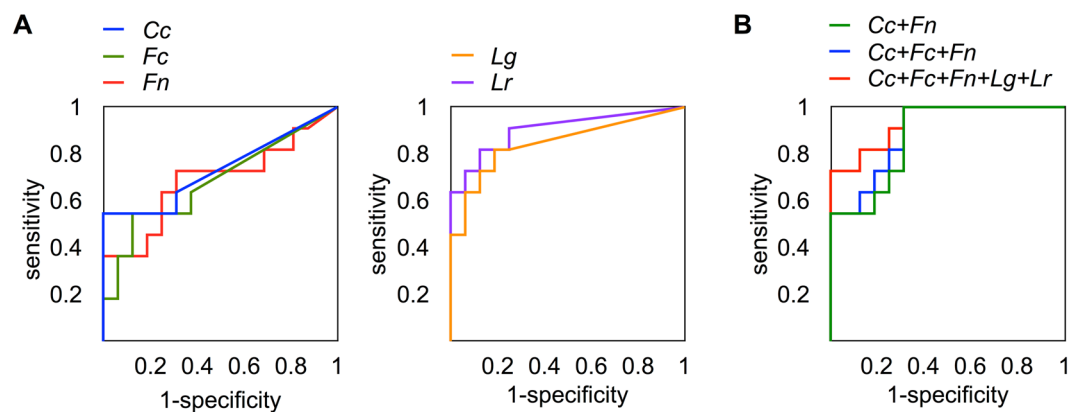 A
Cc
Fc
Fn
1
0.8
0.6
0.4
0.2
sensitivity
0.2 0.4 0.6 0.8 1
1-specificity
Lg
Lr
1
0.8
0.6
0.4
0.2
sensitivity
0.2 0.4 0.6 0.8 1
1-specificity
B
Cc+Fn
Cc+Fc+Fn
Cc+Fc+Fn+Lg+Lr
1
0.8
0.6
0.4
0.2
sensitivity
0.2 0.4 0.6 0.8 1
1-specificity